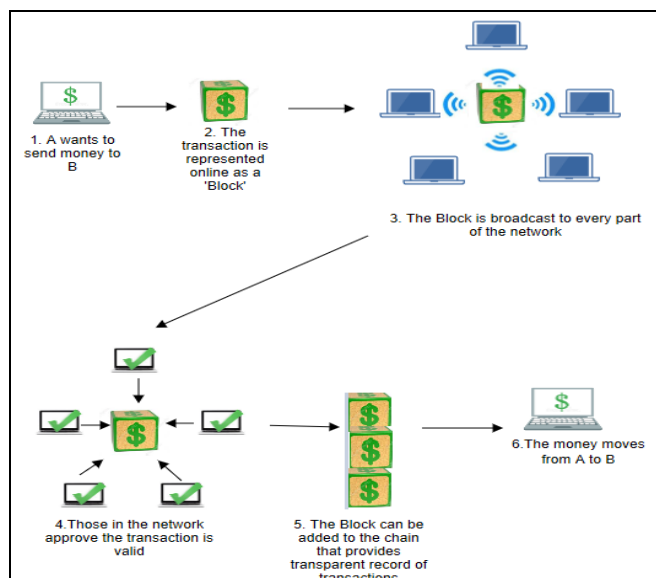 $
1. A wants to
send money to
B
$
2. The
transaction is
represented
online as a
'Block'
$
3. The Block is broadcast to every part
of the network
$
4.Those in the network
approve the transaction is
valid
$
$
$
5. The Block can be
added to the chain
that provides
transparent record of
transactions
$
6.The money moves
from A to B